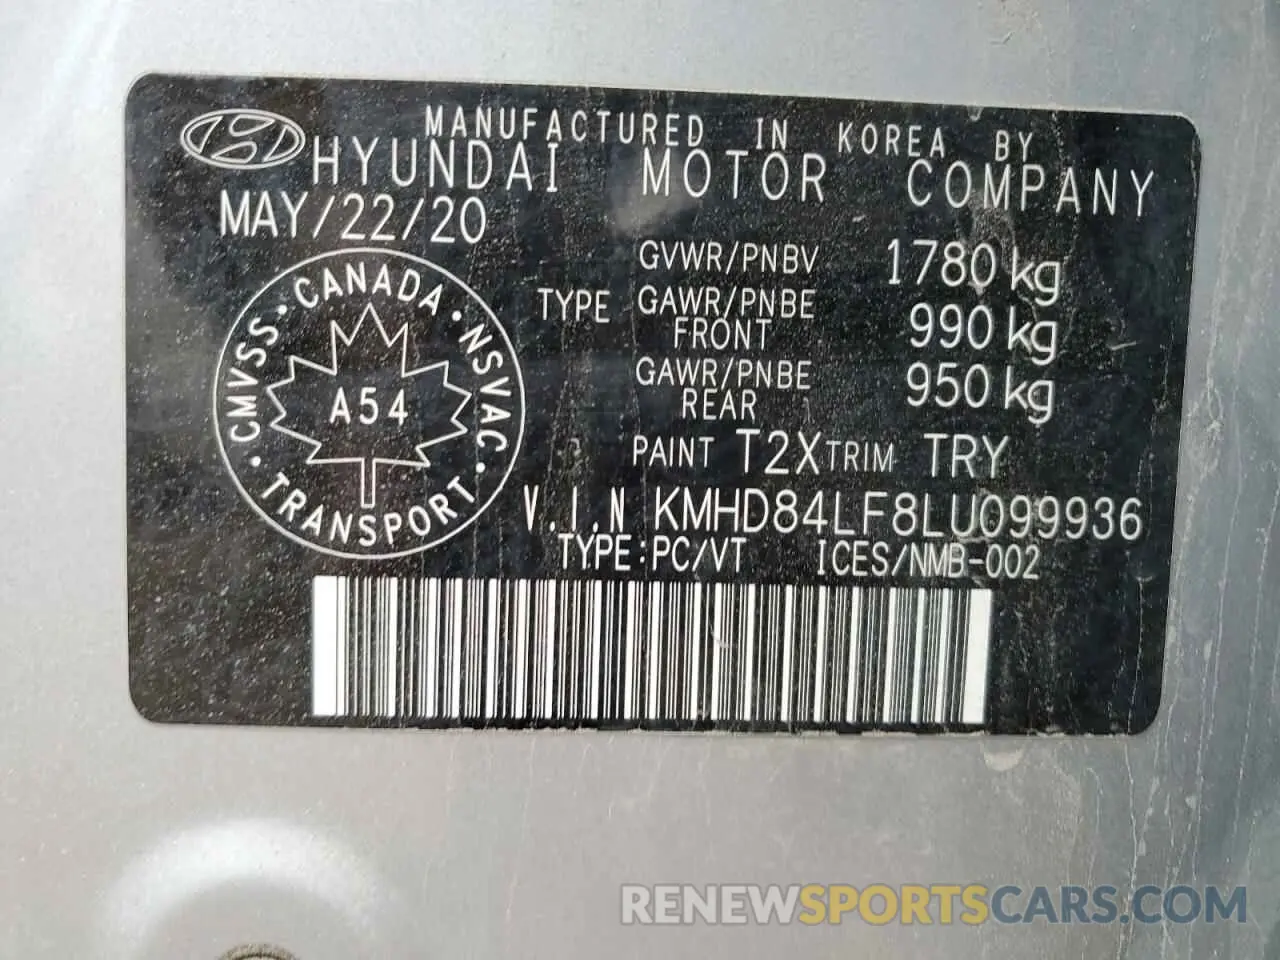 MANUFACTURED IN KOREA BY
HYUNDAI MOTOR COMPANY
MAY/22/20
GVWR/PNBV 1780 kg
TYPE GAWR/PNBE FRONT 990 kg
GAWR/PNBE REAR 950 kg
PAINT T2X TRIM TRY
V.I.N KMHD84LF8LU099936
TYPE:PC/VT ICES/NMB-002
CMVSS · CANADA · NSVAC · TRANSPORT ·
A54
RENEWSPORTSCARS.COM